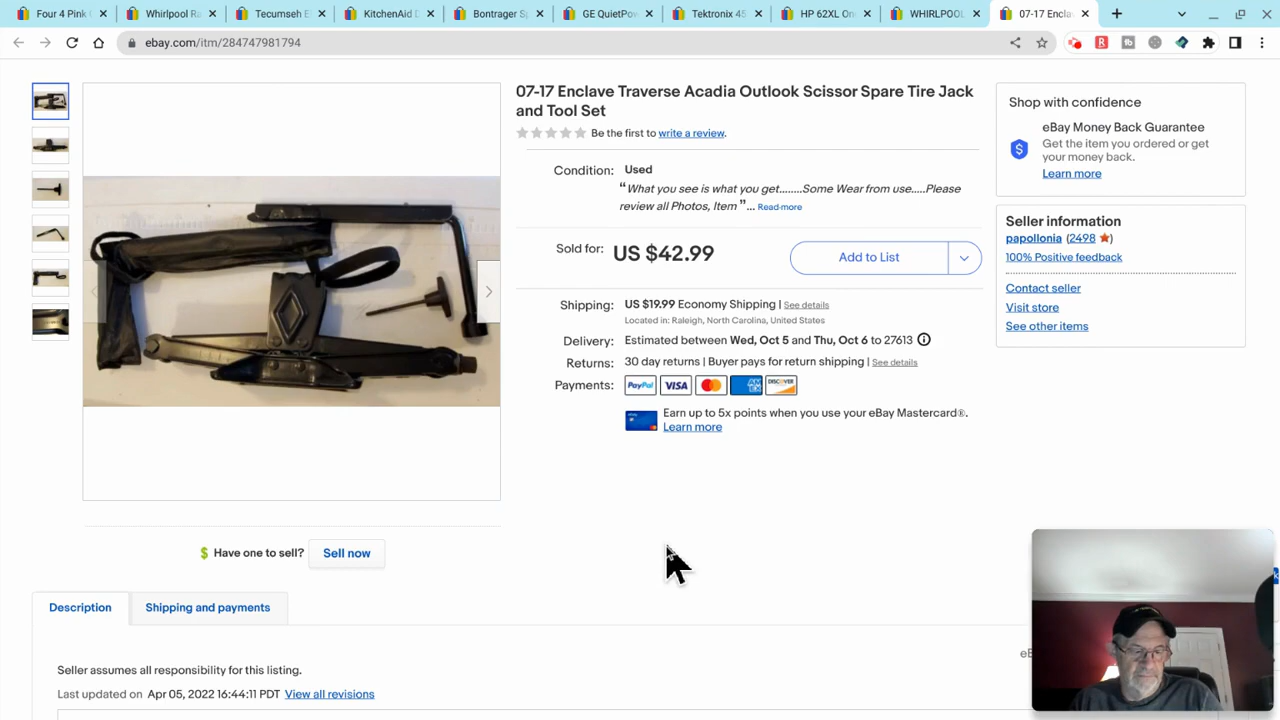 Four 4 Pink (
Whirlpool Ra
Tecumseh E
KitchenAid D
Bontrager Sp
GE QuietPow
Tektronix 45
HP 62XL On
WHIRLPOOL
07-17 Encla
ebay.com/itm/284747981794
07-17 Enclave Traverse Acadia Outlook Scissor Spare Tire Jack
and Tool Set
Be the first to write a review.
Condition: Used
“What you see is what you get........Some Wear from use.....Please
review all Photos, Item ”... Read more
Sold for: US $42.99
Add to List
Shipping: US $19.99 Economy Shipping | See details
Located in: Raleigh, North Carolina, United States
Delivery: Estimated between Wed, Oct 5 and Thu, Oct 6 to 27613
Returns: 30 day returns | Buyer pays for return shipping | See details
Payments: PayPal VISA DISCOVER
Earn up to 5x points when you use your eBay Mastercard®.
Learn more
Shop with confidence
eBay Money Back Guarantee
Get the item you ordered or get
your money back.
Learn more
Seller information
papollonia (2498)
100% Positive feedback
Contact seller
Visit store
See other items
Have one to sell? Sell now
Description
Shipping and payments
Seller assumes all responsibility for this listing.
Last updated on Apr 05, 2022 16:44:11 PDT View all revisions